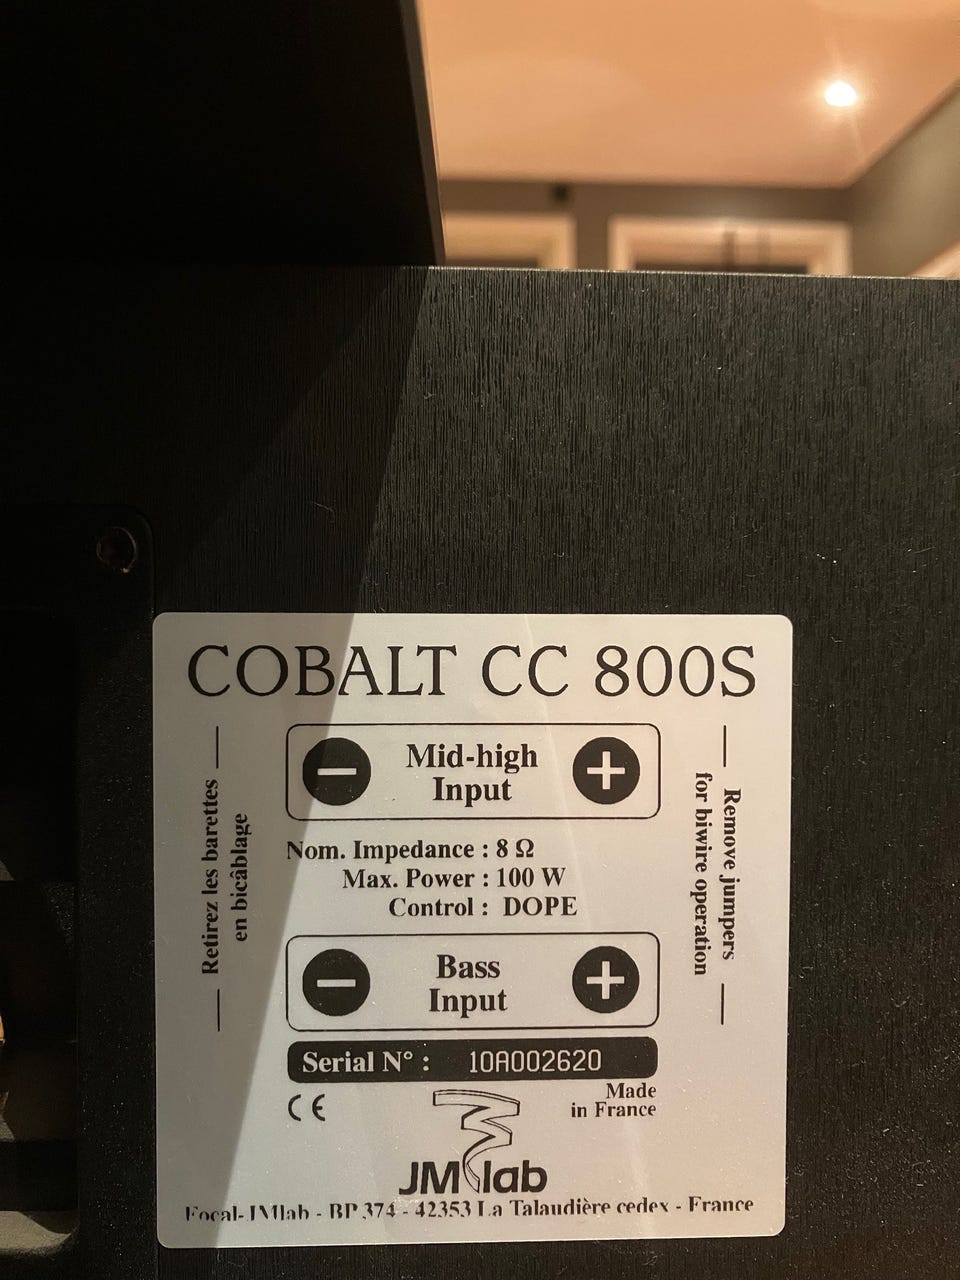 COBALT CC 800S
Retirez les barettes
en bicâblage
− Mid-high +
Input
Nom. Impedance : 8 Ω
Max. Power : 100 W
Control : DOPE
− Bass +
Input
Remove jumpers
for biwire operation
Serial N° : 10A002620
CE
Made
in France
JMlab
Focal-JMlab - BP 374 - 42353 La Talaudière cedex - France